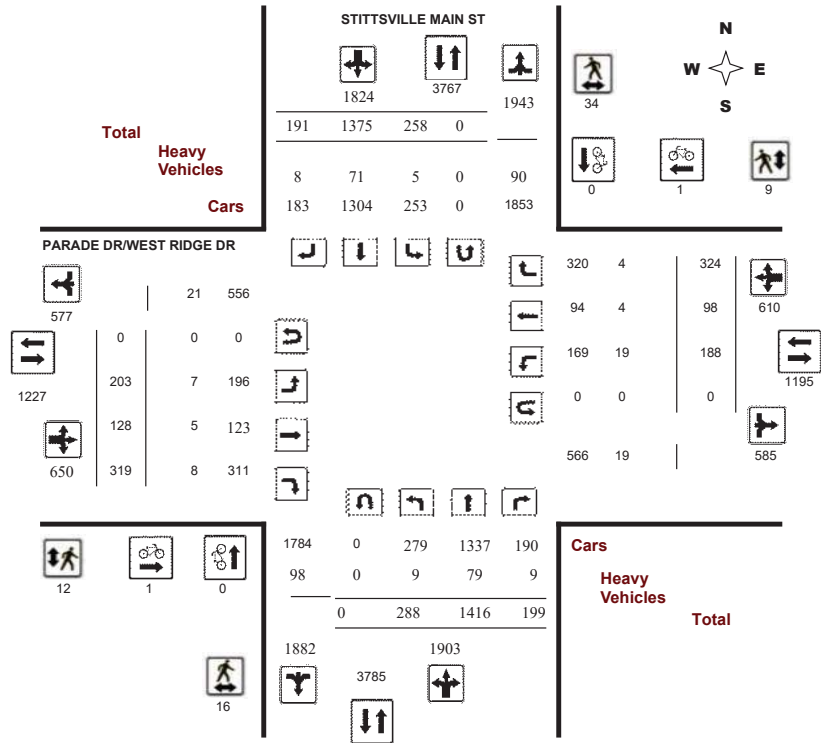 STITTSVILLE MAIN ST
N
W E
S
1824 3767 1943 34
Total 191 1375 258 0
Heavy
Vehicles 8 71 5 0 90 0 1 9
Cars 183 1304 253 0 1853
PARADE DR/WEST RIDGE DR
577 21 556 320 4 324 610
0 0 0 94 4 98
1227 203 7 196 169 19 188 1195
128 5 123 0 0 0
650 319 8 311 566 19 585
1784 0 279 1337 190 Cars
12 1 0 98 0 9 79 9 Heavy
Vehicles
0 288 1416 199 Total
1882 3785 1903
16